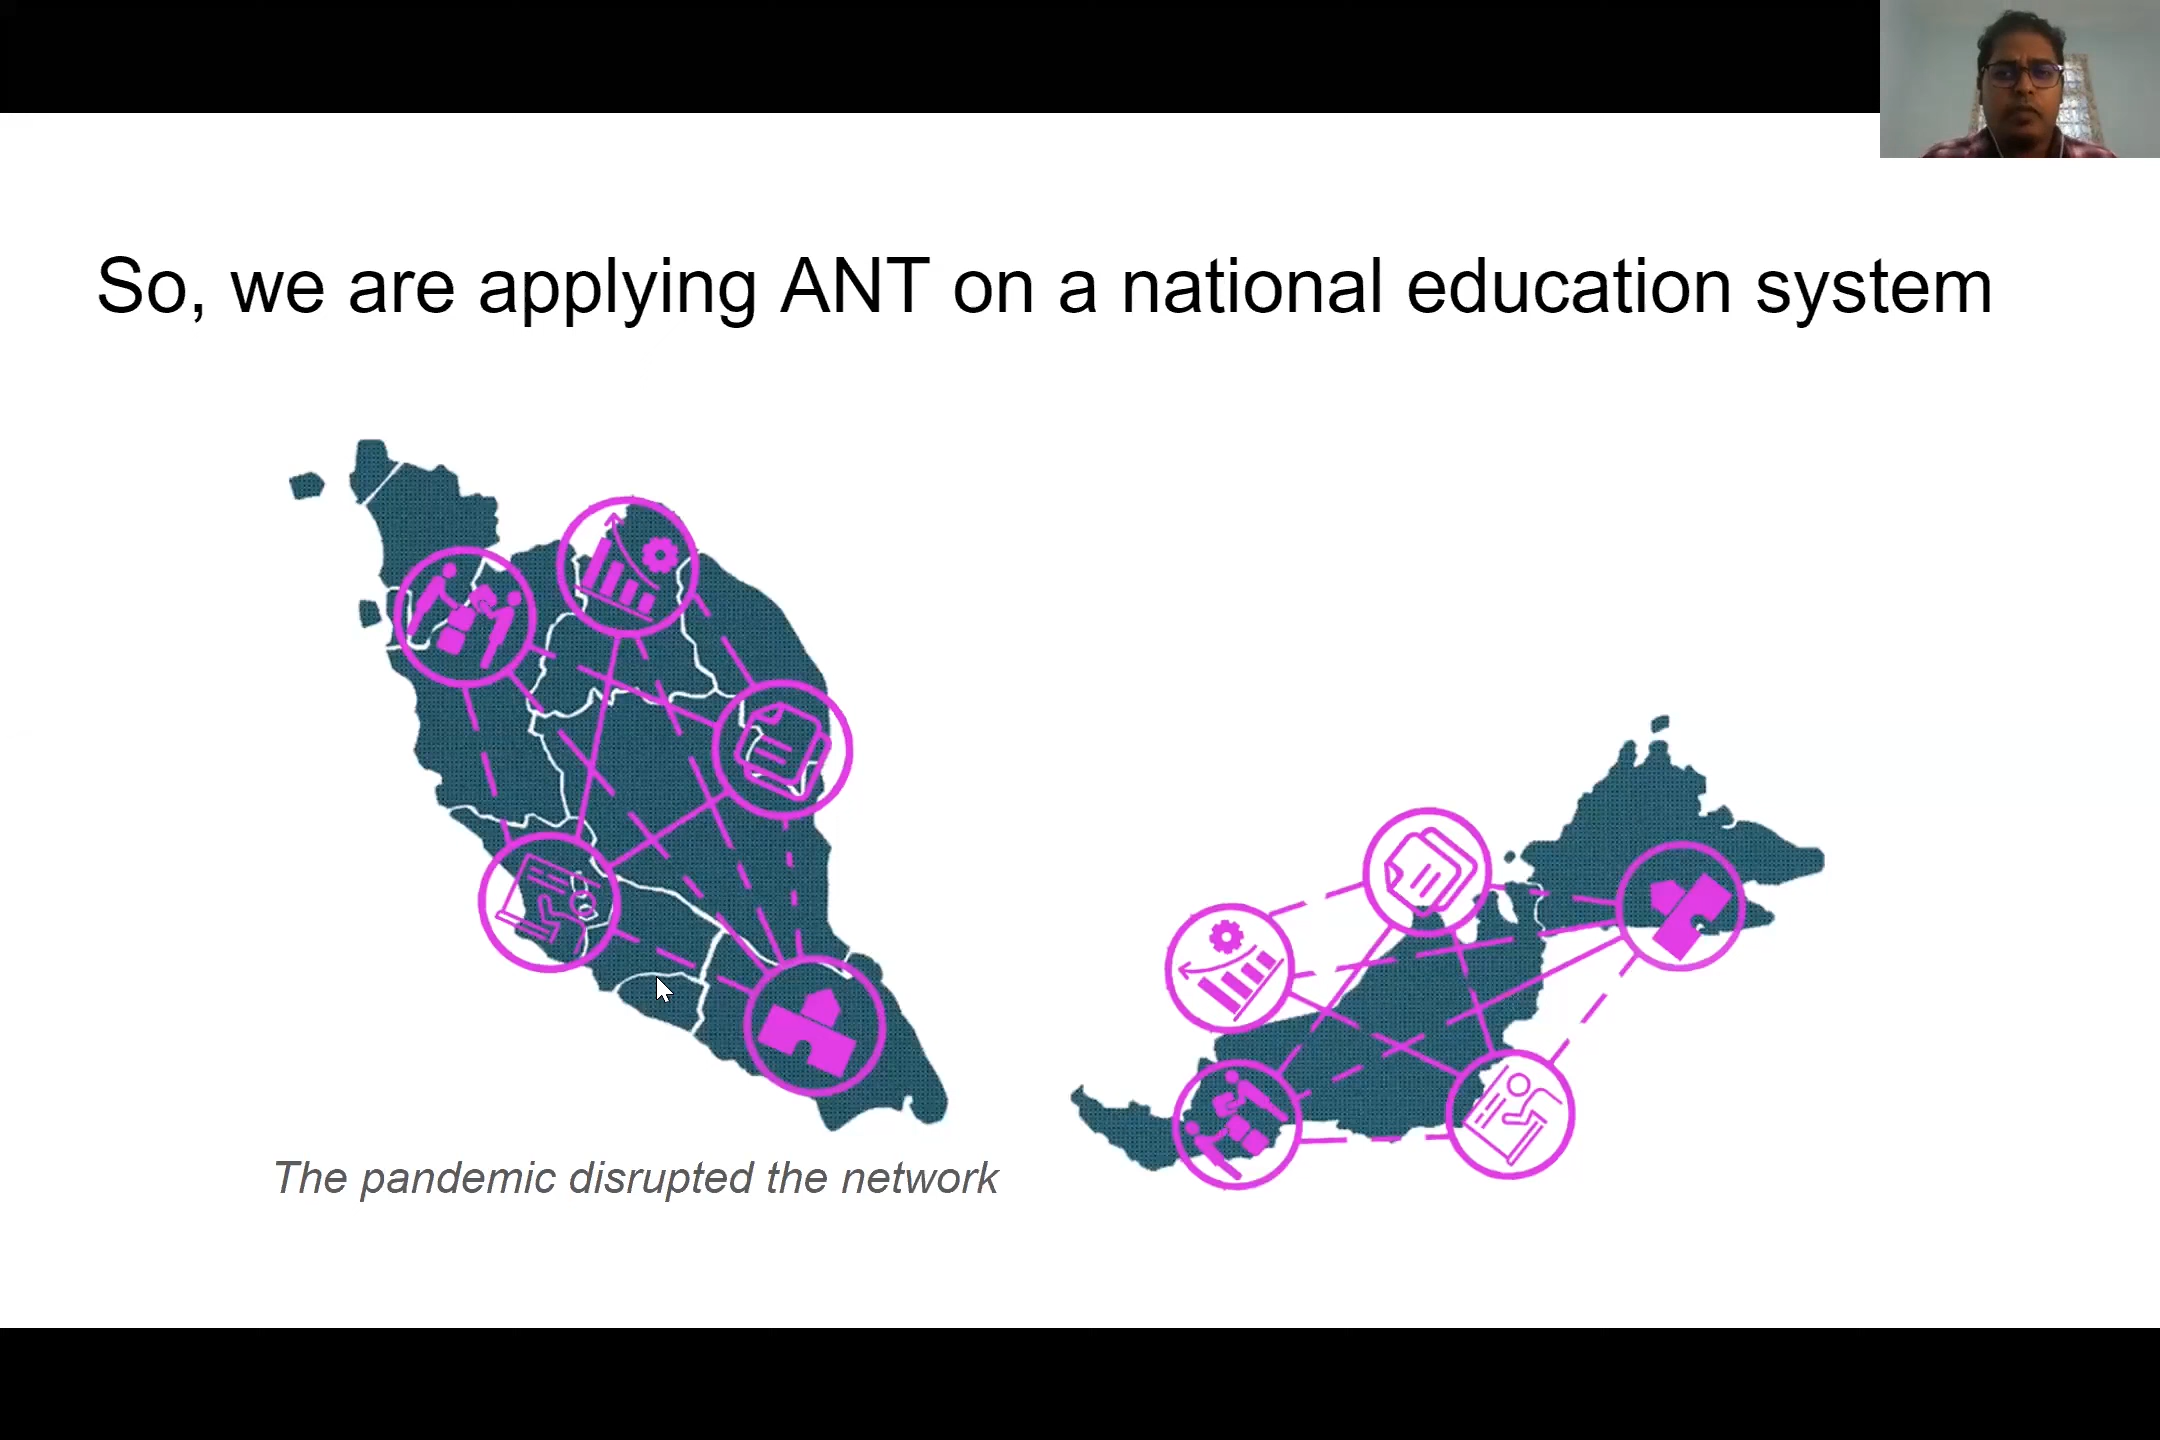 So, we are applying ANT on a national education system
The pandemic disrupted the network